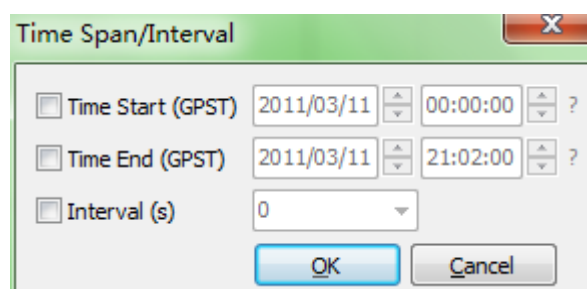 Time Span/Interval
Time Start (GPST) 2011/03/11 00:00:00 ?
Time End (GPST) 2011/03/11 21:02:00 ?
Interval (s) 0
OK Cancel